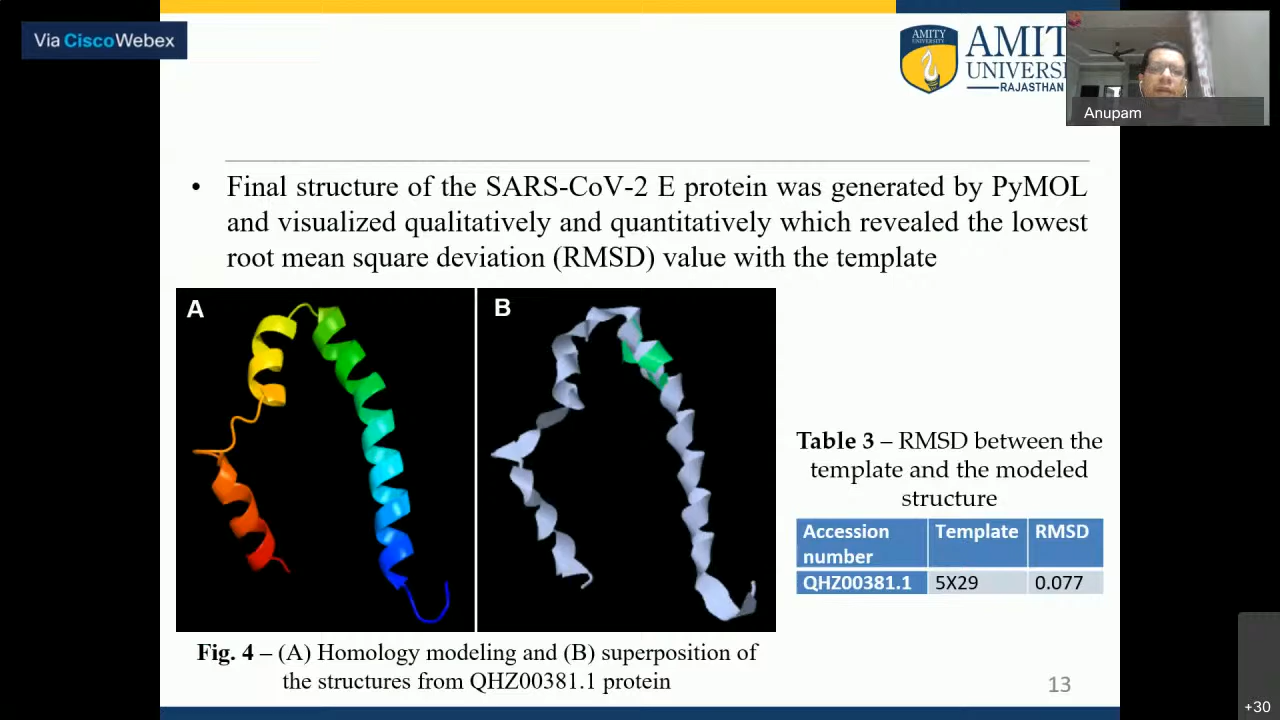 Via CiscoWebex
AMITY
UNIVERSITY
AMIT
UNIVERSI
RAJASTHAN
Anupam
• Final structure of the SARS-CoV-2 E protein was generated by PyMOL
and visualized qualitatively and quantitatively which revealed the lowest
root mean square deviation (RMSD) value with the template
A
B
Table 3 – RMSD between the
template and the modeled
structure
Accession number Template RMSD
QHZ00381.1 5X29 0.077
Fig. 4 – (A) Homology modeling and (B) superposition of
the structures from QHZ00381.1 protein
13
+30